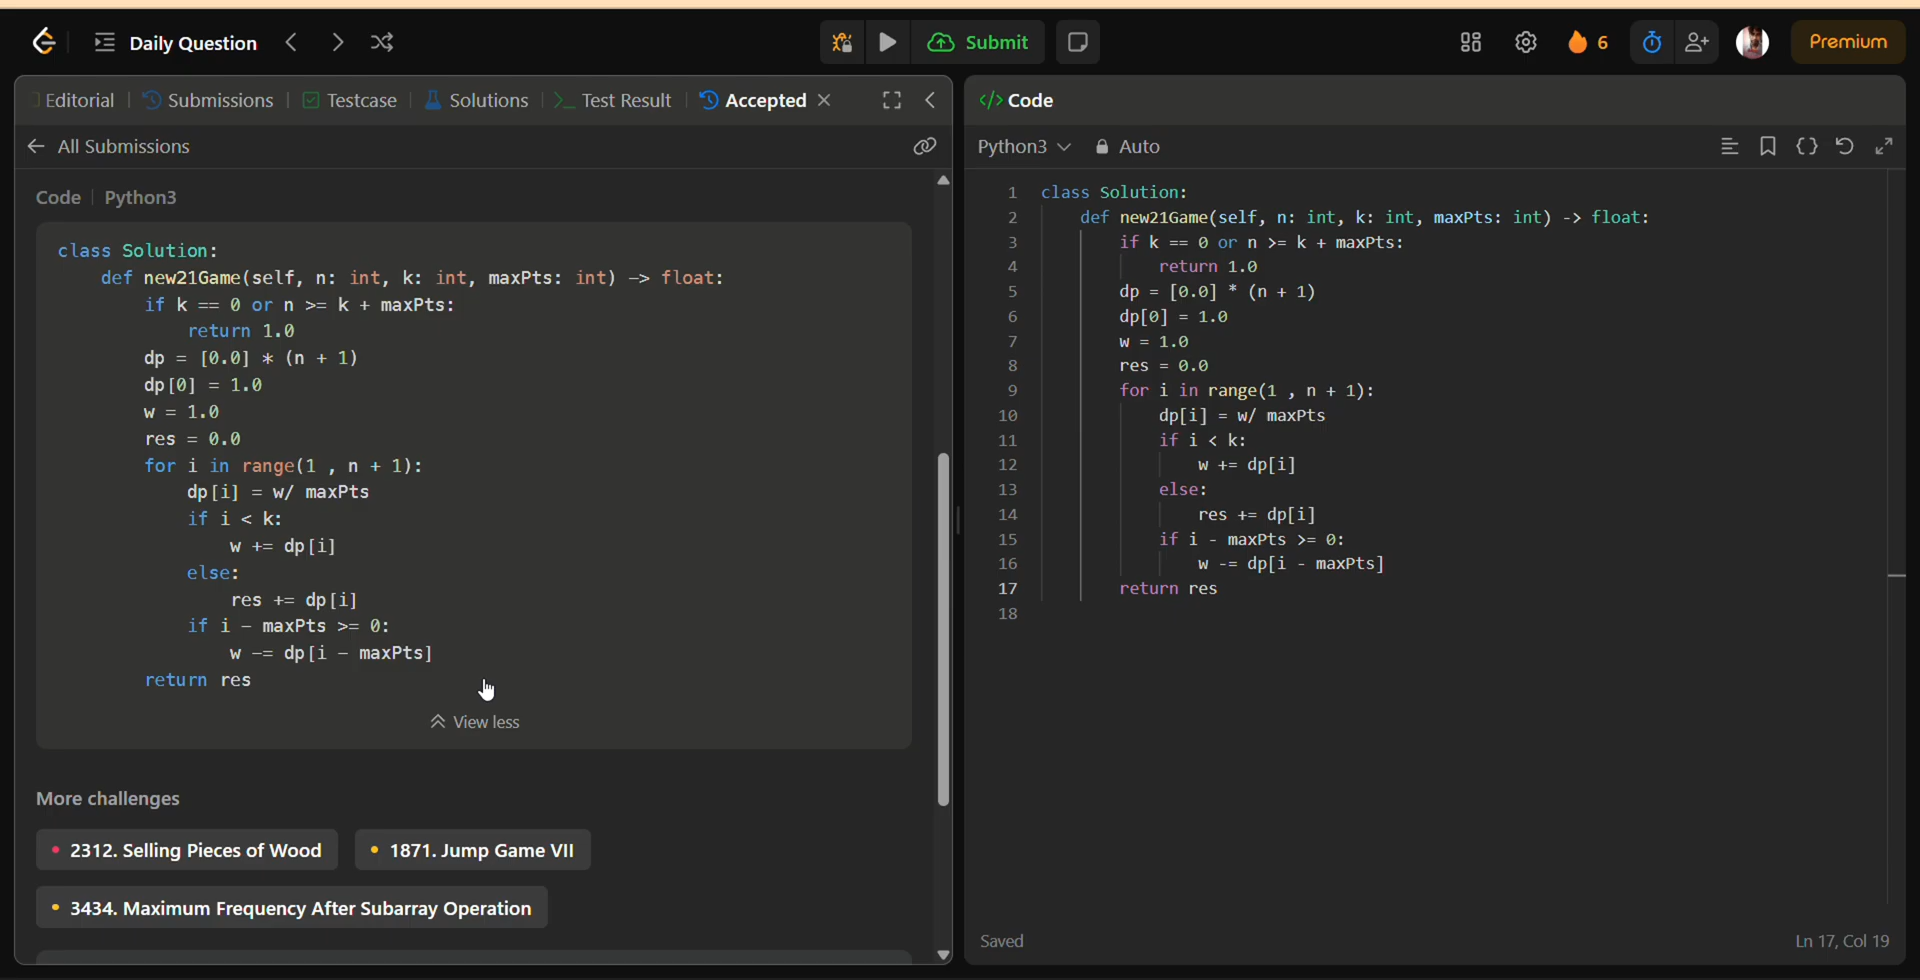 Daily Question
Submit
6
Premium
Editorial
Submissions
Testcase
Solutions
Test Result
Accepted
All Submissions
Code | Python3
class Solution:
    def new21Game(self, n: int, k: int, maxPts: int) -> float:
        if k == 0 or n >= k + maxPts:
            return 1.0
        dp = [0.0] * (n + 1)
        dp[0] = 1.0
        w = 1.0
        res = 0.0
        for i in range(1 , n + 1):
            dp[i] = w/ maxPts
            if i < k:
                w += dp[i]
            else:
                res += dp[i]
            if i - maxPts >= 0:
                w -= dp[i - maxPts]
        return res
View less
More challenges
2312. Selling Pieces of Wood
1871. Jump Game VII
3434. Maximum Frequency After Subarray Operation
</> Code
Python3
Auto
1 class Solution:
2     def new21Game(self, n: int, k: int, maxPts: int) -> float:
3         if k == 0 or n >= k + maxPts:
4             return 1.0
5         dp = [0.0] * (n + 1)
6         dp[0] = 1.0
7         w = 1.0
8         res = 0.0
9         for i in range(1 , n + 1):
10             dp[i] = w/ maxPts
11             if i < k:
12                 w += dp[i]
13             else:
14                 res += dp[i]
15             if i - maxPts >= 0:
16                 w -= dp[i - maxPts]
17         return res
18
Saved
Ln 17, Col 19